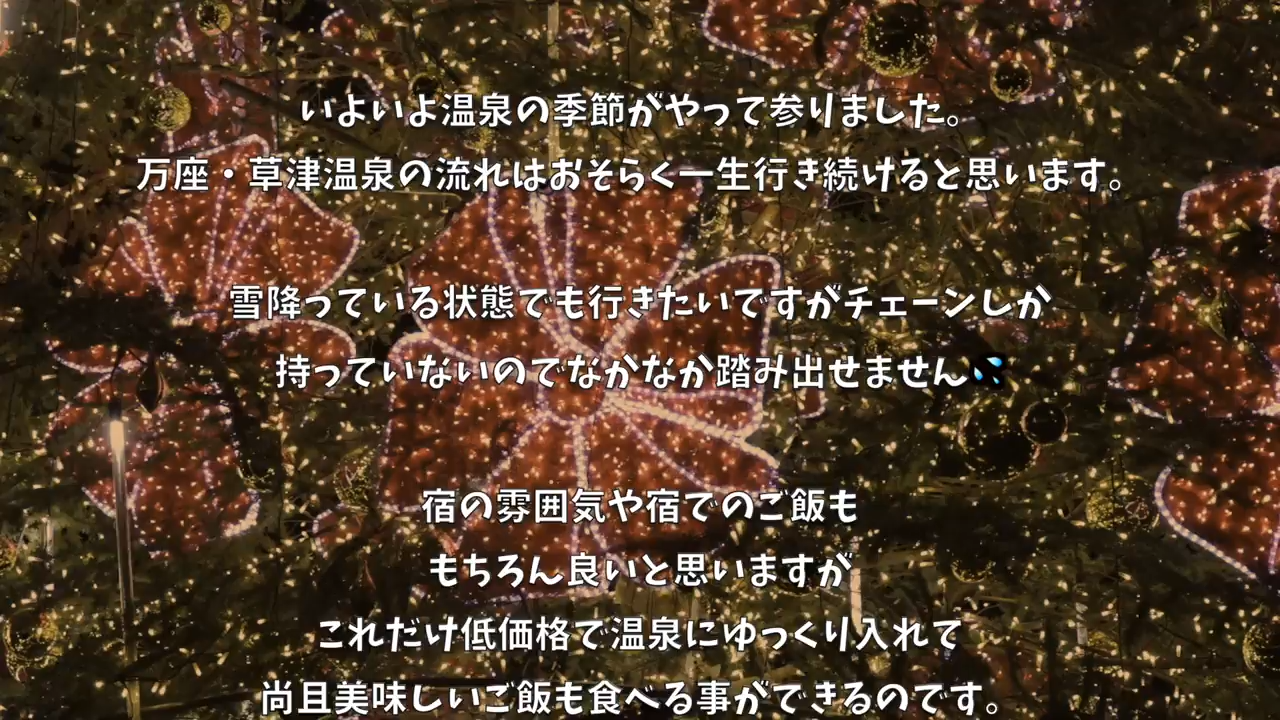 いよいよ温泉の季節がやって参りました。
万座・草津温泉の流れはおそらく一生行き続けると思います。
雪降っている状態でも行きたいですがチェーンしか
持っていないのでなかなか踏み出せません💦
宿の雰囲気や宿でのご飯も
もちろん良いと思いますが
これだけ低価格で温泉にゆっくり入れて
尚且美味しいご飯も食べる事ができるのです。